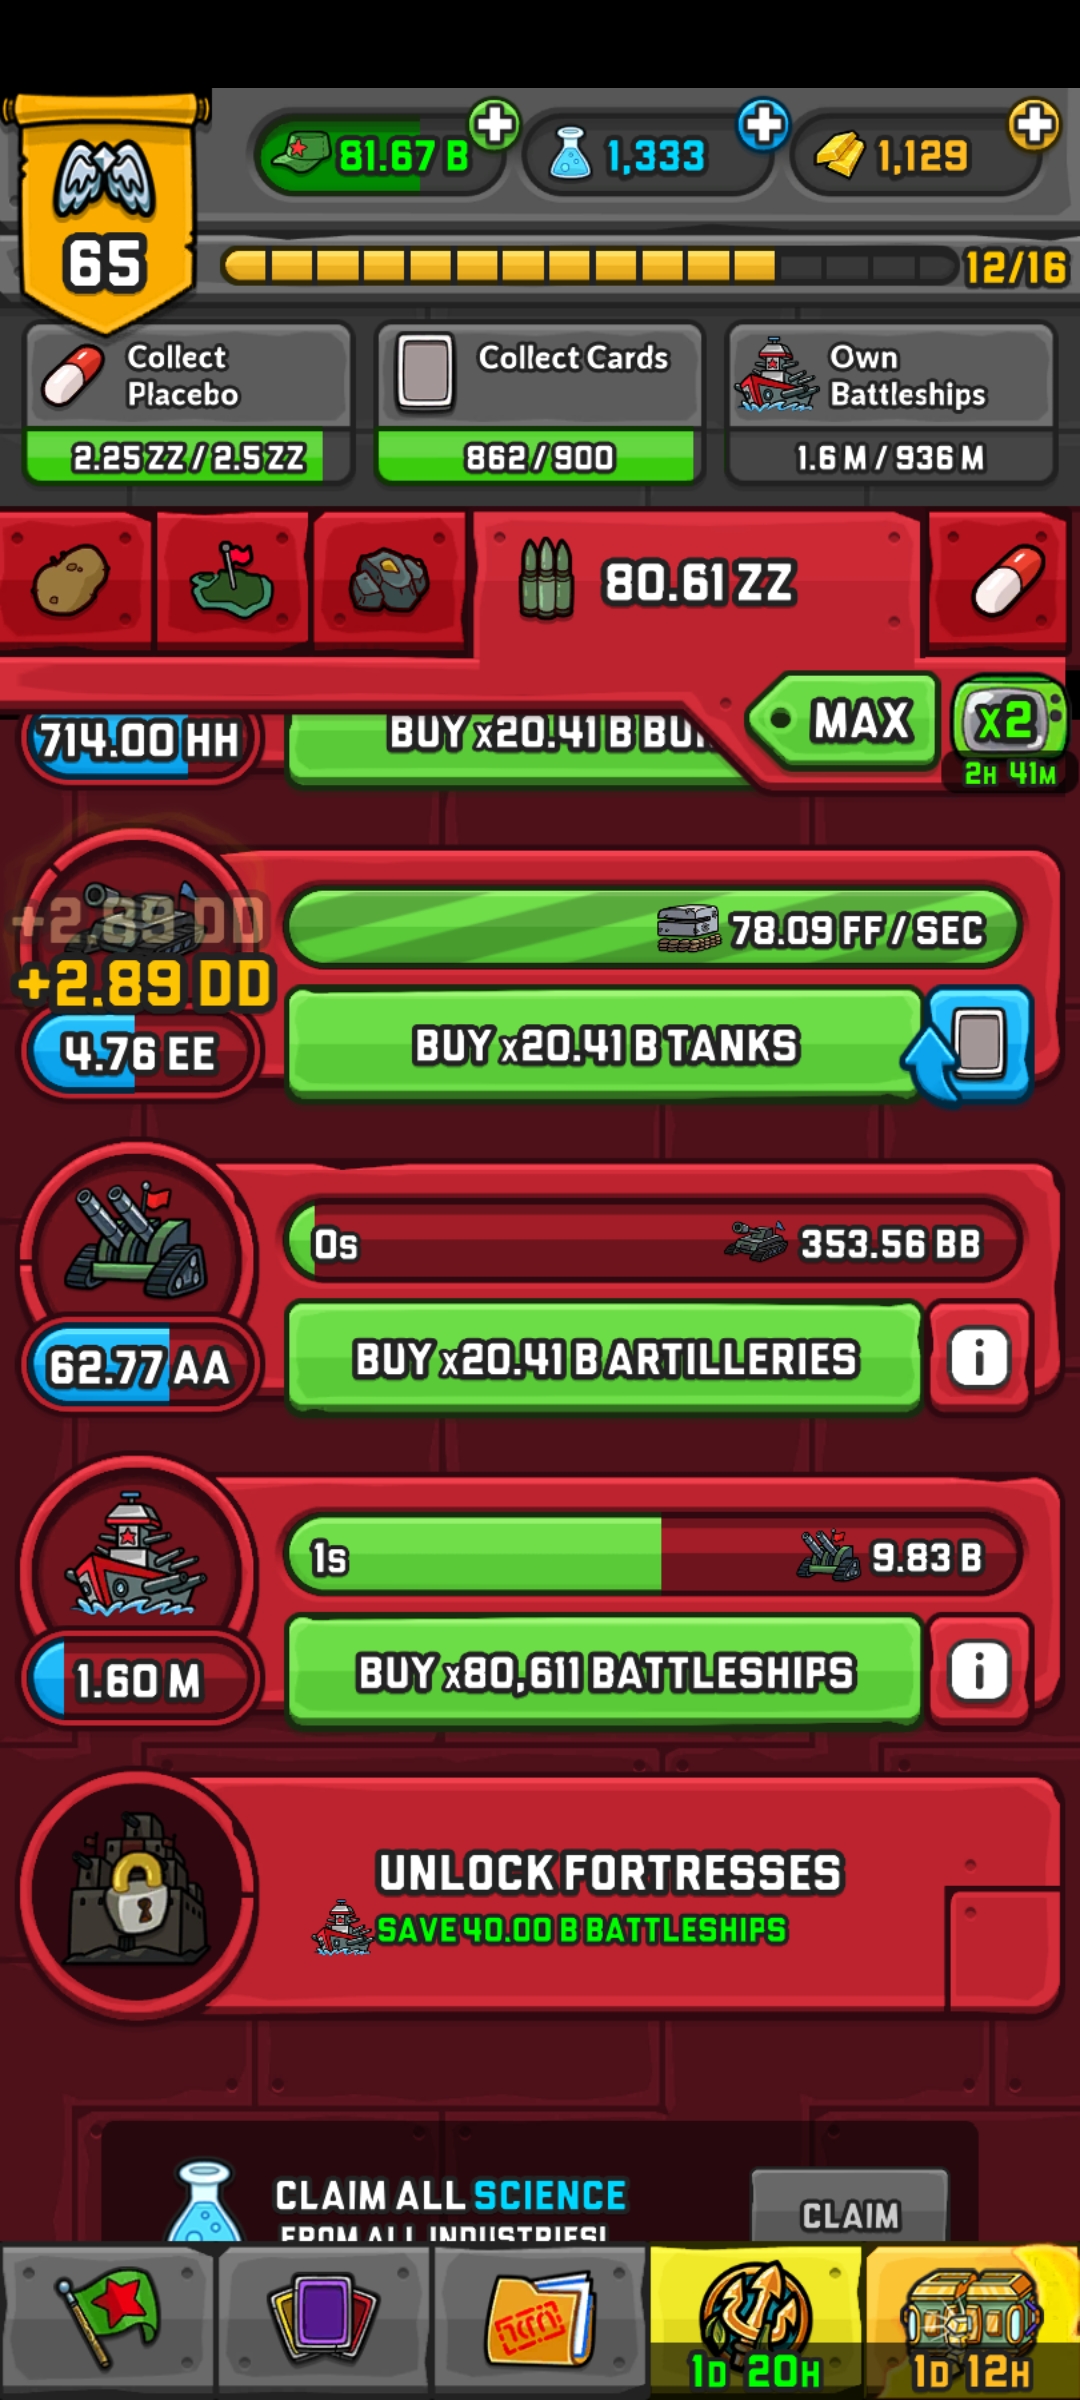 81.67 B
1,333
1,129
65
12/16
Collect
Placebo
Collect Cards
Own
Battleships
2.25 ZZ / 2.5 ZZ
862 / 900
1.6 M / 936 M
80.61 ZZ
MAX
X2
2H 41M
714.00 HH
BUY x20.41 B
+2.89 DD
+2.89 DD
78.09 FF / SEC
4.76 EE
BUY x20.41 B TANKS
0s
353.56 BB
62.77 AA
BUY x20.41 B ARTILLERIES
i
1s
9.83 B
1.60 M
BUY x80,611 BATTLESHIPS
i
UNLOCK FORTRESSES
SAVE 40.00 B BATTLESHIPS
CLAIM ALL SCIENCE
FROM ALL INDUSTRIES!
CLAIM
1D 20H
1D 12H